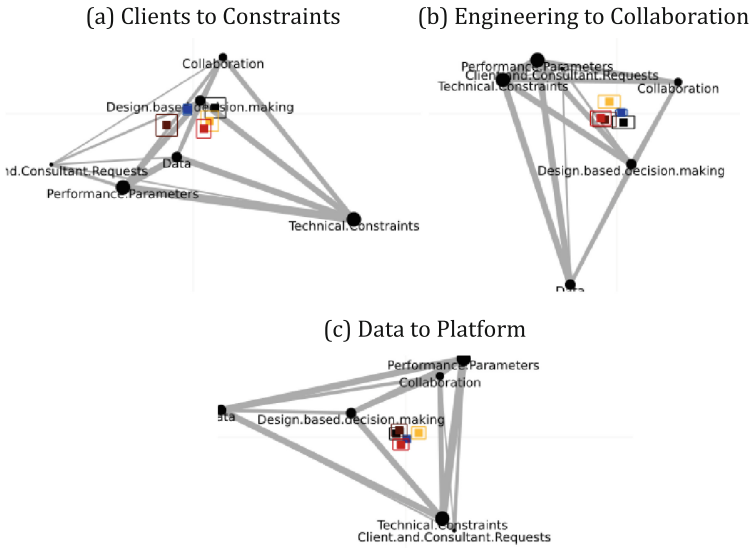 (a) Clients to Constraints
Collaboration
Design.based.decision.making
Data
nd.Consultant.Requests
Performance.Parameters
Technical.Constraints
(b) Engineering to Collaboration
Performance.Parameters
Client.and.Consultant.Requests
Technical.Constraints
Collaboration
Design.based.decision.making
Data
(c) Data to Platform
Performance.Parameters
Collaboration
ata
Design.based.decision.making
Technical.Constraints
Client.and.Consultant.Requests